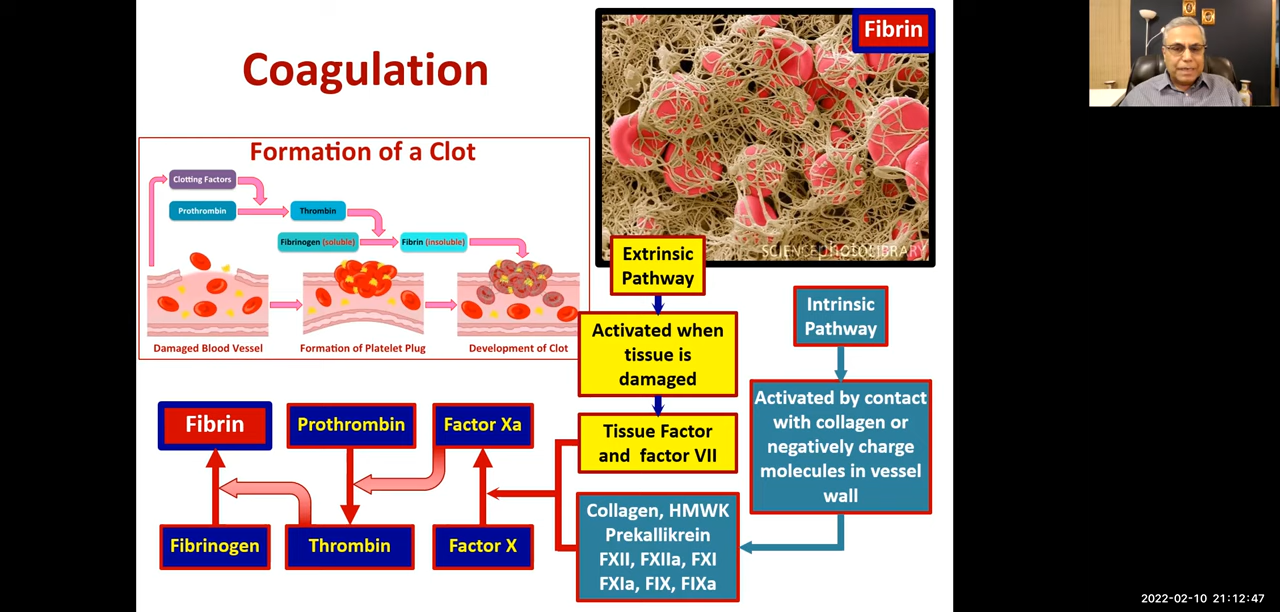 Coagulation
Fibrin
Formation of a Clot
Clotting Factors
Prothrombin
Thrombin
Fibrinogen (soluble)
Fibrin (insoluble)
Damaged Blood Vessel
Formation of Platelet Plug
Development of Clot
SCIENCEphotoLIBRARY
Extrinsic
Pathway
Activated when
tissue is
damaged
Tissue Factor
and factor VII
Intrinsic
Pathway
Activated by contact
with collagen or
negatively charge
molecules in vessel
wall
Collagen, HMWK
Prekallikrein
FXII, FXIIa, FXI
FXIa, FIX, FIXa
Fibrin
Prothrombin
Factor Xa
Fibrinogen
Thrombin
Factor X
2022-02-10 21:12:47